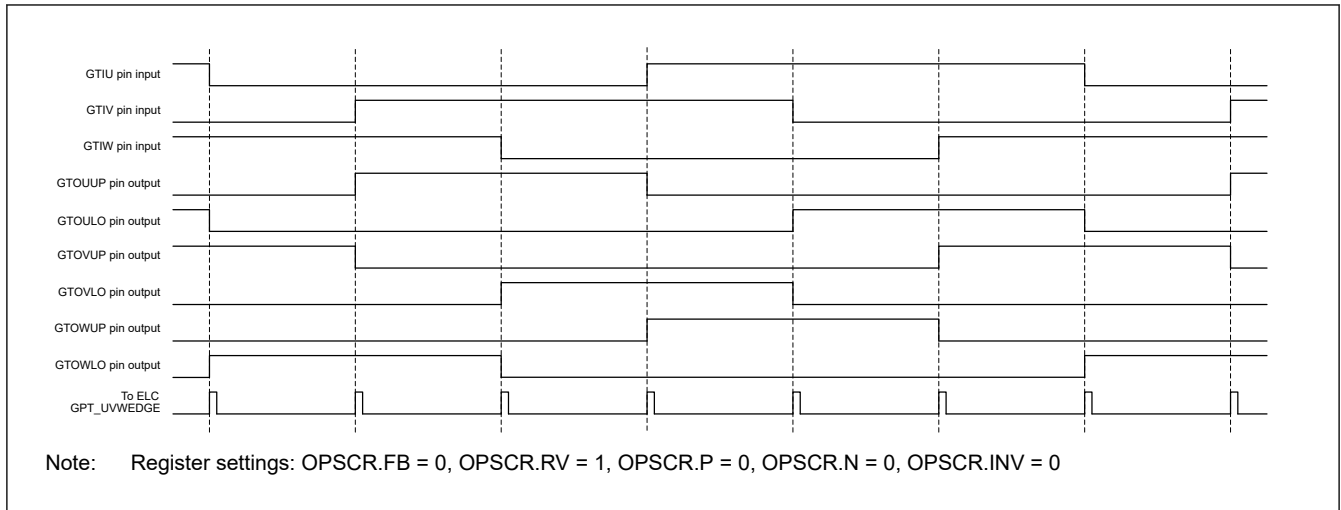 GTIU pin input
GTIV pin input
GTIW pin input
GTOUUP pin output
GTOULO pin output
GTOVUP pin output
GTOVLO pin output
GTOWUP pin output
GTOWLO pin output
To ELC
GPT_UVWEDGE
Note: Register settings: OPSCR.FB = 0, OPSCR.RV = 1, OPSCR.P = 0, OPSCR.N = 0, OPSCR.INV = 0